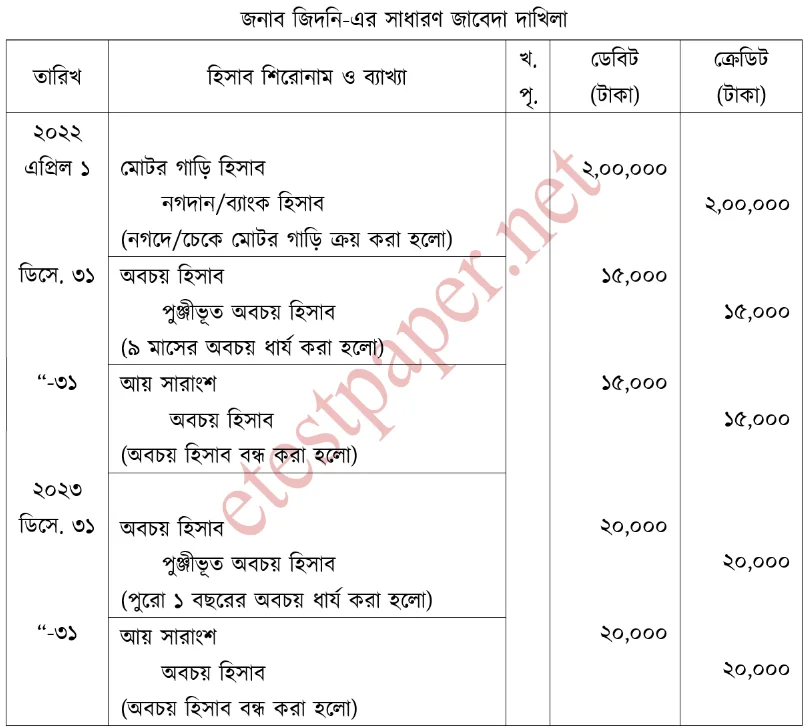 জনাব জিদনি-এর সাধারণ জাবেদা দাখিলা
তারিখ হিসাব শিরোনাম ও ব্যাখ্যা খ. পৃ. ডেবিট (টাকা) ক্রেডিট (টাকা)
২০২২
এপ্রিল ১ মোটর গাড়ি হিসাব ২,০০,০০০
নগদান/ব্যাংক হিসাব ২,০০,০০০
(নগদে/চেকে মোটর গাড়ি ক্রয় করা হলো)
ডিসে. ৩১ অবচয় হিসাব ১৫,০০০
পুঞ্জীভূত অবচয় হিসাব ১৫,০০০
(৯ মাসের অবচয় ধার্য করা হলো)
“-৩১ আয় সারাংশ ১৫,০০০
অবচয় হিসাব ১৫,০০০
(অবচয় হিসাব বন্ধ করা হলো)
২০২৩
ডিসে. ৩১ অবচয় হিসাব ২০,০০০
পুঞ্জীভূত অবচয় হিসাব ২০,০০০
(পুরো ১ বছরের অবচয় ধার্য করা হলো)
“-৩১ আয় সারাংশ ২০,০০০
অবচয় হিসাব ২০,০০০
(অবচয় হিসাব বন্ধ করা হলো)
etestpaper.net